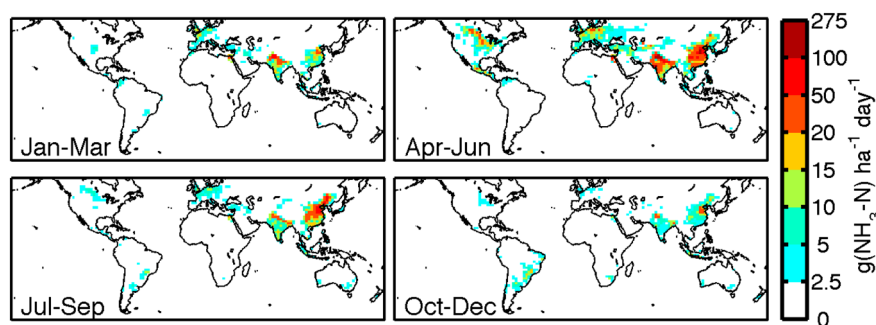 Jan-Mar
Apr-Jun
Jul-Sep
Oct-Dec
275
100
50
20
15
10
5
2.5
0
g(NH₃-N) ha⁻¹ day⁻¹